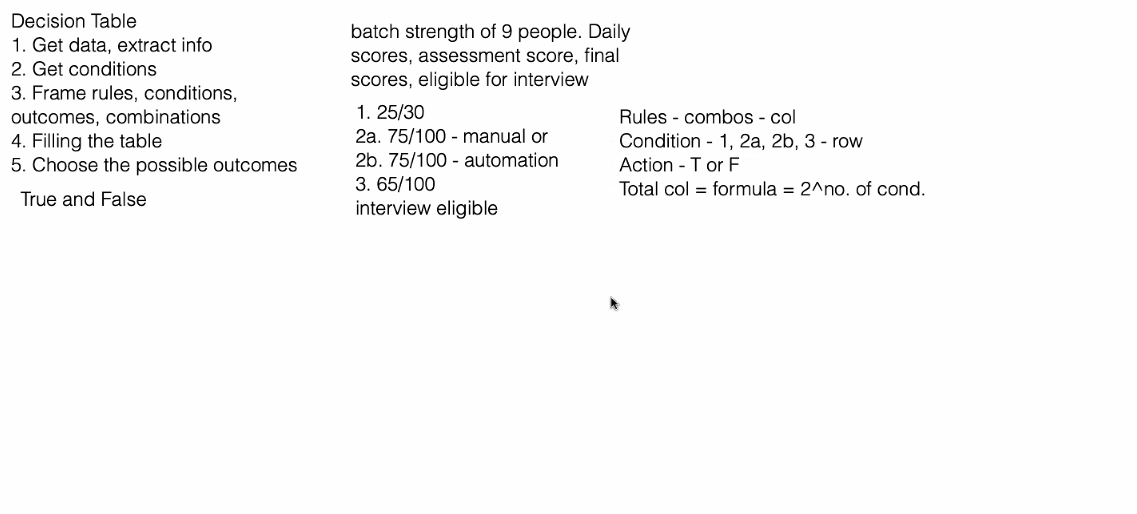 Decision Table
1. Get data, extract info
2. Get conditions
3. Frame rules, conditions,
outcomes, combinations
4. Filling the table
5. Choose the possible outcomes
True and False
batch strength of 9 people. Daily
scores, assessment score, final
scores, eligible for interview
1. 25/30
2a. 75/100 - manual or
2b. 75/100 - automation
3. 65/100
interview eligible
Rules - combos - col
Condition - 1, 2a, 2b, 3 - row
Action - T or F
Total col = formula = 2^no. of cond.